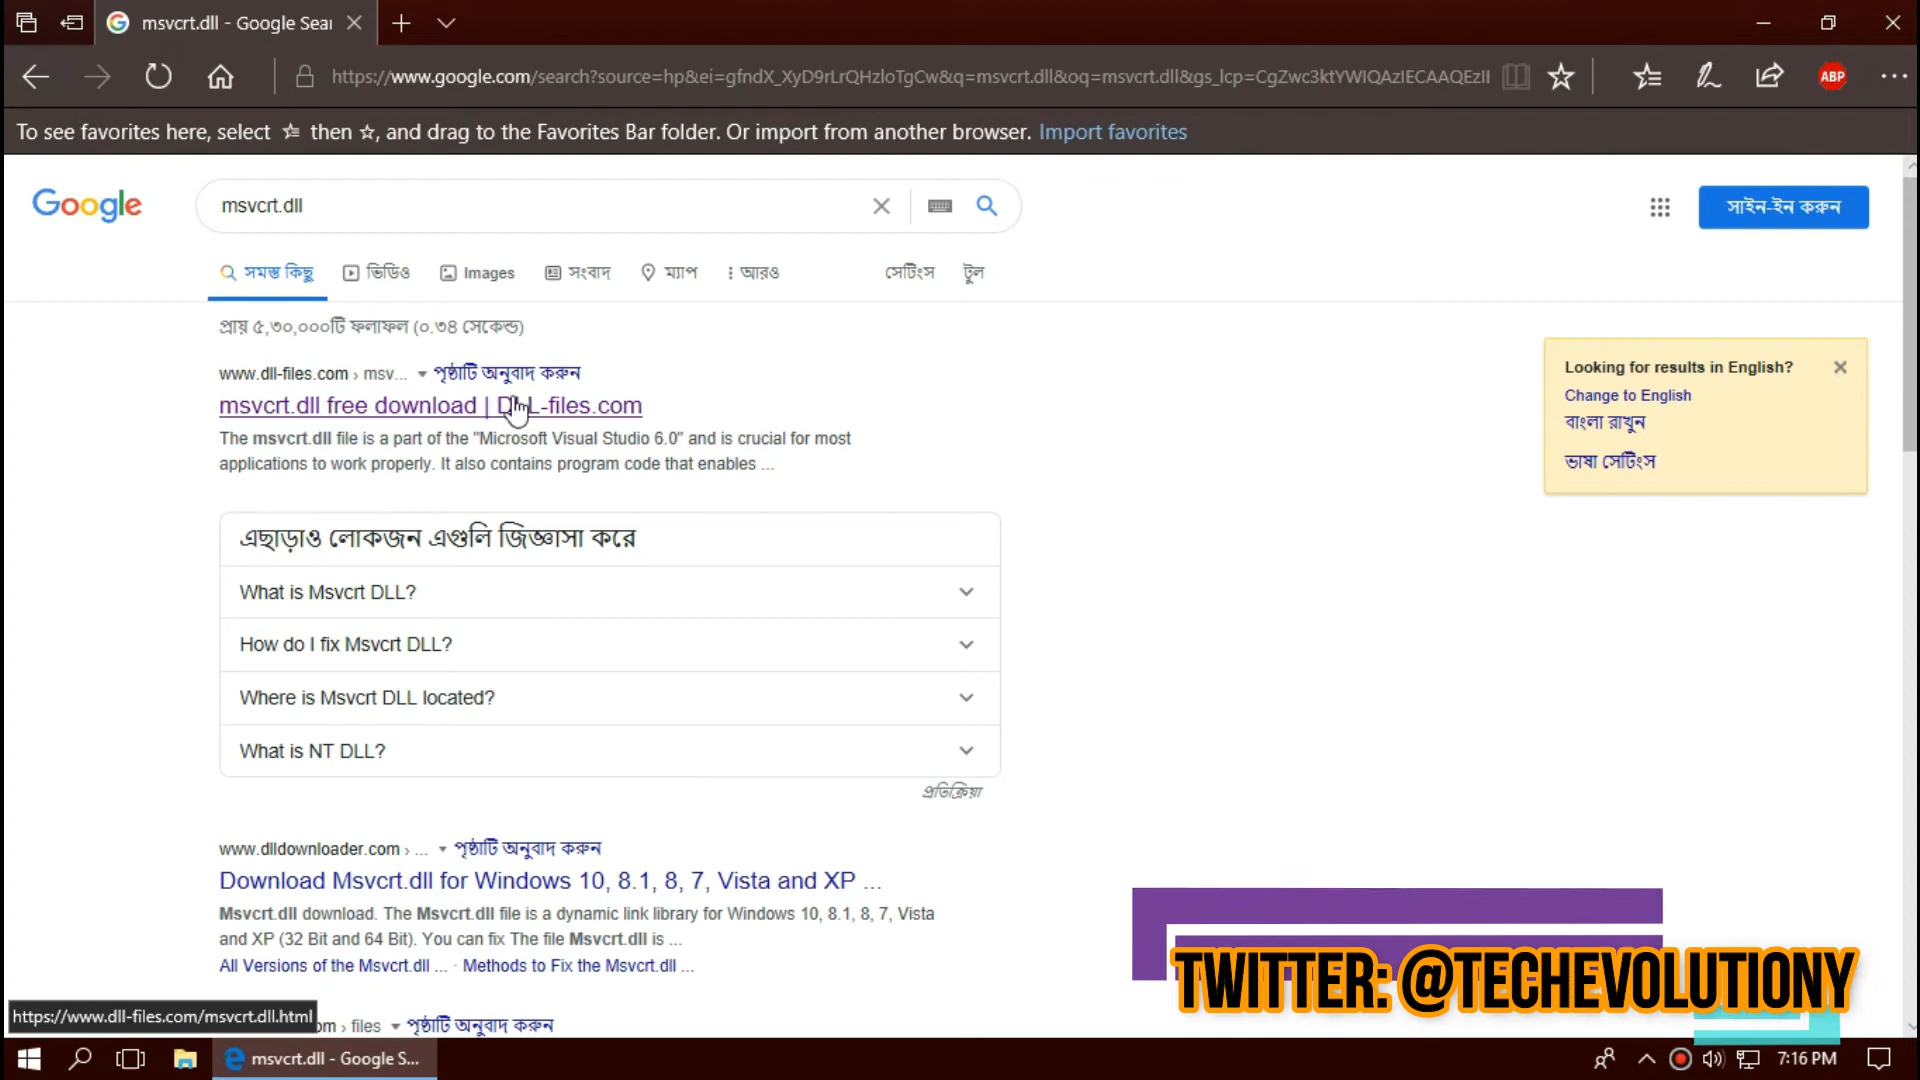 msvcrt.dll - Google Sear
https://www.google.com/search?source=hp&ei=gfndX_XyD9rLrQHzloTgCw&q=msvcrt.dll&oq=msvcrt.dll&gs_lcp=CgZwc3ktYWIQAzIECAAQEzII
ABP
To see favorites here, select then ☆, and drag to the Favorites Bar folder. Or import from another browser. Import favorites
Google
msvcrt.dll
সাইন-ইন করুন
সমস্ত কিছু ভিডিও Images সংবাদ ম্যাপ আরও সেটিংস টুল
প্রায় ৫,৩০,০০০টি ফলাফল (০.৩৪ সেকেন্ড)
www.dll-files.com › msv... পৃষ্ঠাটি অনুবাদ করুন
msvcrt.dll free download | DLL-files.com
The msvcrt.dll file is a part of the "Microsoft Visual Studio 6.0" and is crucial for most
applications to work properly. It also contains program code that enables ...
Looking for results in English?
Change to English
বাংলা রাখুন
ভাষা সেটিংস
এছাড়াও লোকজন এগুলি জিজ্ঞাসা করে
What is Msvcrt DLL?
How do I fix Msvcrt DLL?
Where is Msvcrt DLL located?
What is NT DLL?
প্রতিক্রিয়া
www.dlldownloader.com › ... পৃষ্ঠাটি অনুবাদ করুন
Download Msvcrt.dll for Windows 10, 8.1, 8, 7, Vista and XP ...
Msvcrt.dll download. The Msvcrt.dll file is a dynamic link library for Windows 10, 8.1, 8, 7, Vista
and XP (32 Bit and 64 Bit). You can fix The file Msvcrt.dll is ...
All Versions of the Msvcrt.dll ... · Methods to Fix the Msvcrt.dll ...
TWITTER: @TECHEVOLUTIONY
https://www.dll-files.com/msvcrt.dll.html
om › files পৃষ্ঠাটি অনুবাদ করুন
msvcrt.dll - Google S...
7:16 PM